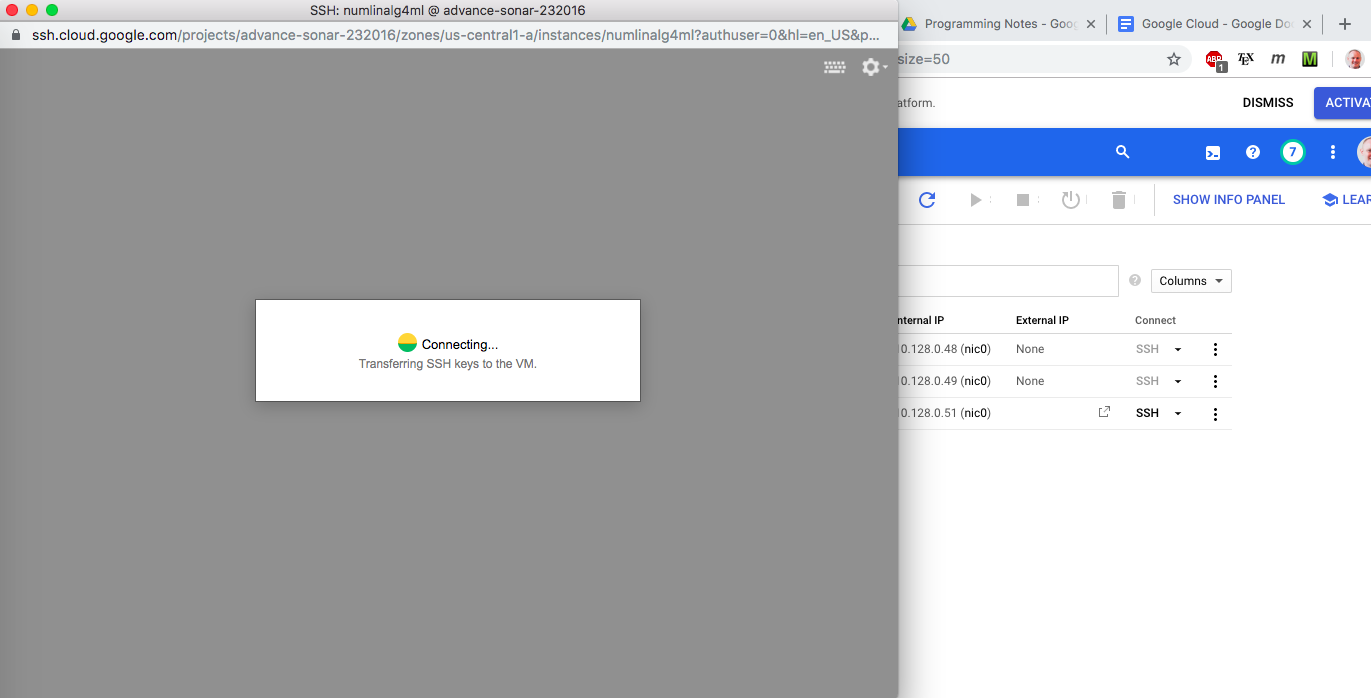 SSH: numlinalg4ml @ advance-sonar-232016
ssh.cloud.google.com/projects/advance-sonar-232016/zones/us-central1-a/instances/numlinalg4ml?authuser=0&hl=en_US&p...
Connecting...
Transferring SSH keys to the VM.
Programming Notes - Goog
Google Cloud - Google Do
size=50
ABP
1
TEX
m
M
atform.
DISMISS
ACTIVA
7
SHOW INFO PANEL
LEAR
Columns
nternal IP
External IP
Connect
0.128.0.48 (nic0)
None
SSH
0.128.0.49 (nic0)
None
SSH
0.128.0.51 (nic0)
SSH